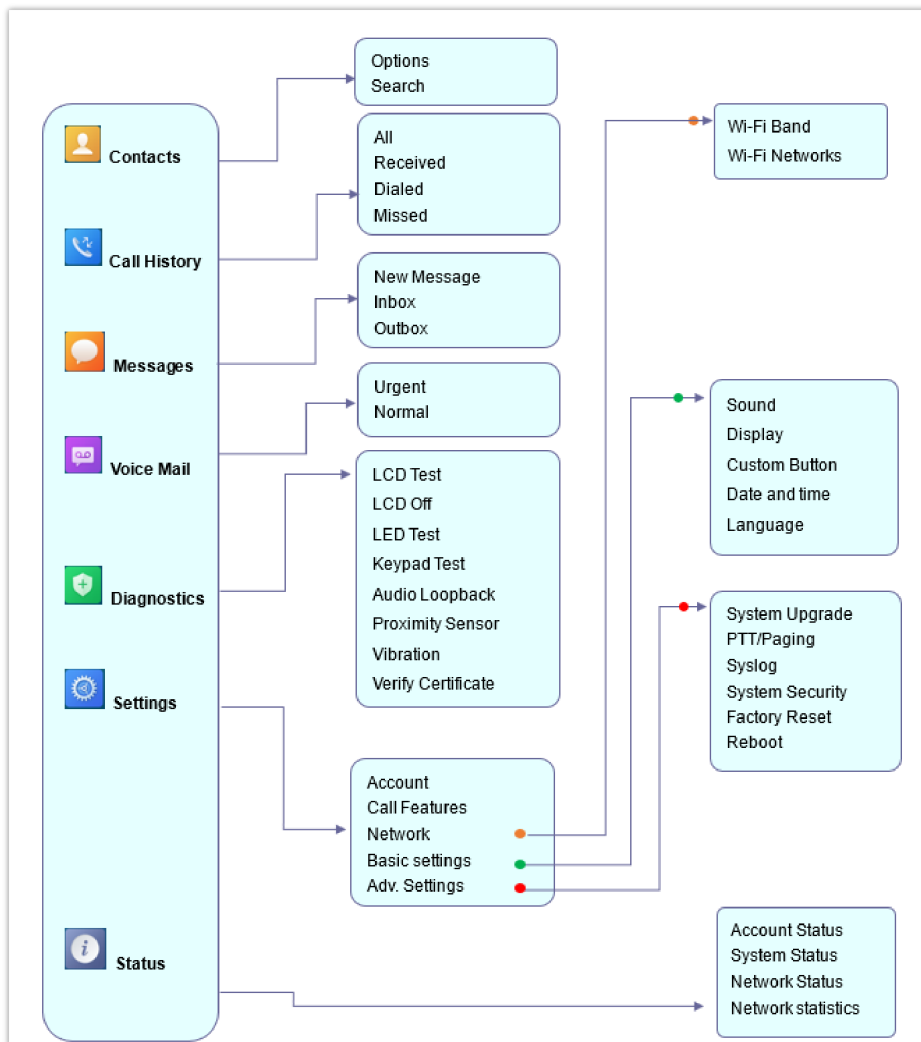 Contacts
Call History
Messages
Voice Mail
Diagnostics
Settings
Status
Options
Search
All
Received
Dialed
Missed
New Message
Inbox
Outbox
Urgent
Normal
LCD Test
LCD Off
LED Test
Keypad Test
Audio Loopback
Proximity Sensor
Vibration
Verify Certificate
Account
Call Features
Network
Basic settings
Adv. Settings
Wi-Fi Band
Wi-Fi Networks
Sound
Display
Custom Button
Date and time
Language
System Upgrade
PTT/Paging
Syslog
System Security
Factory Reset
Reboot
Account Status
System Status
Network Status
Network statistics